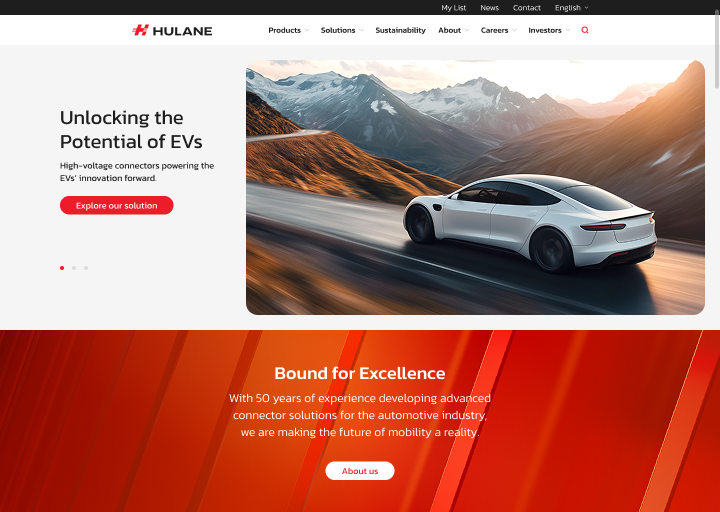 My List News Contact English
HULANE
Products Solutions Sustainability About Careers Investors
Unlocking the
Potential of EVs
High-voltage connectors powering the
EVs' innovation forward.
Explore our solution
Bound for Excellence
With 50 years of experience developing advanced
connector solutions for the automotive industry,
we are making the future of mobility a reality.
About us